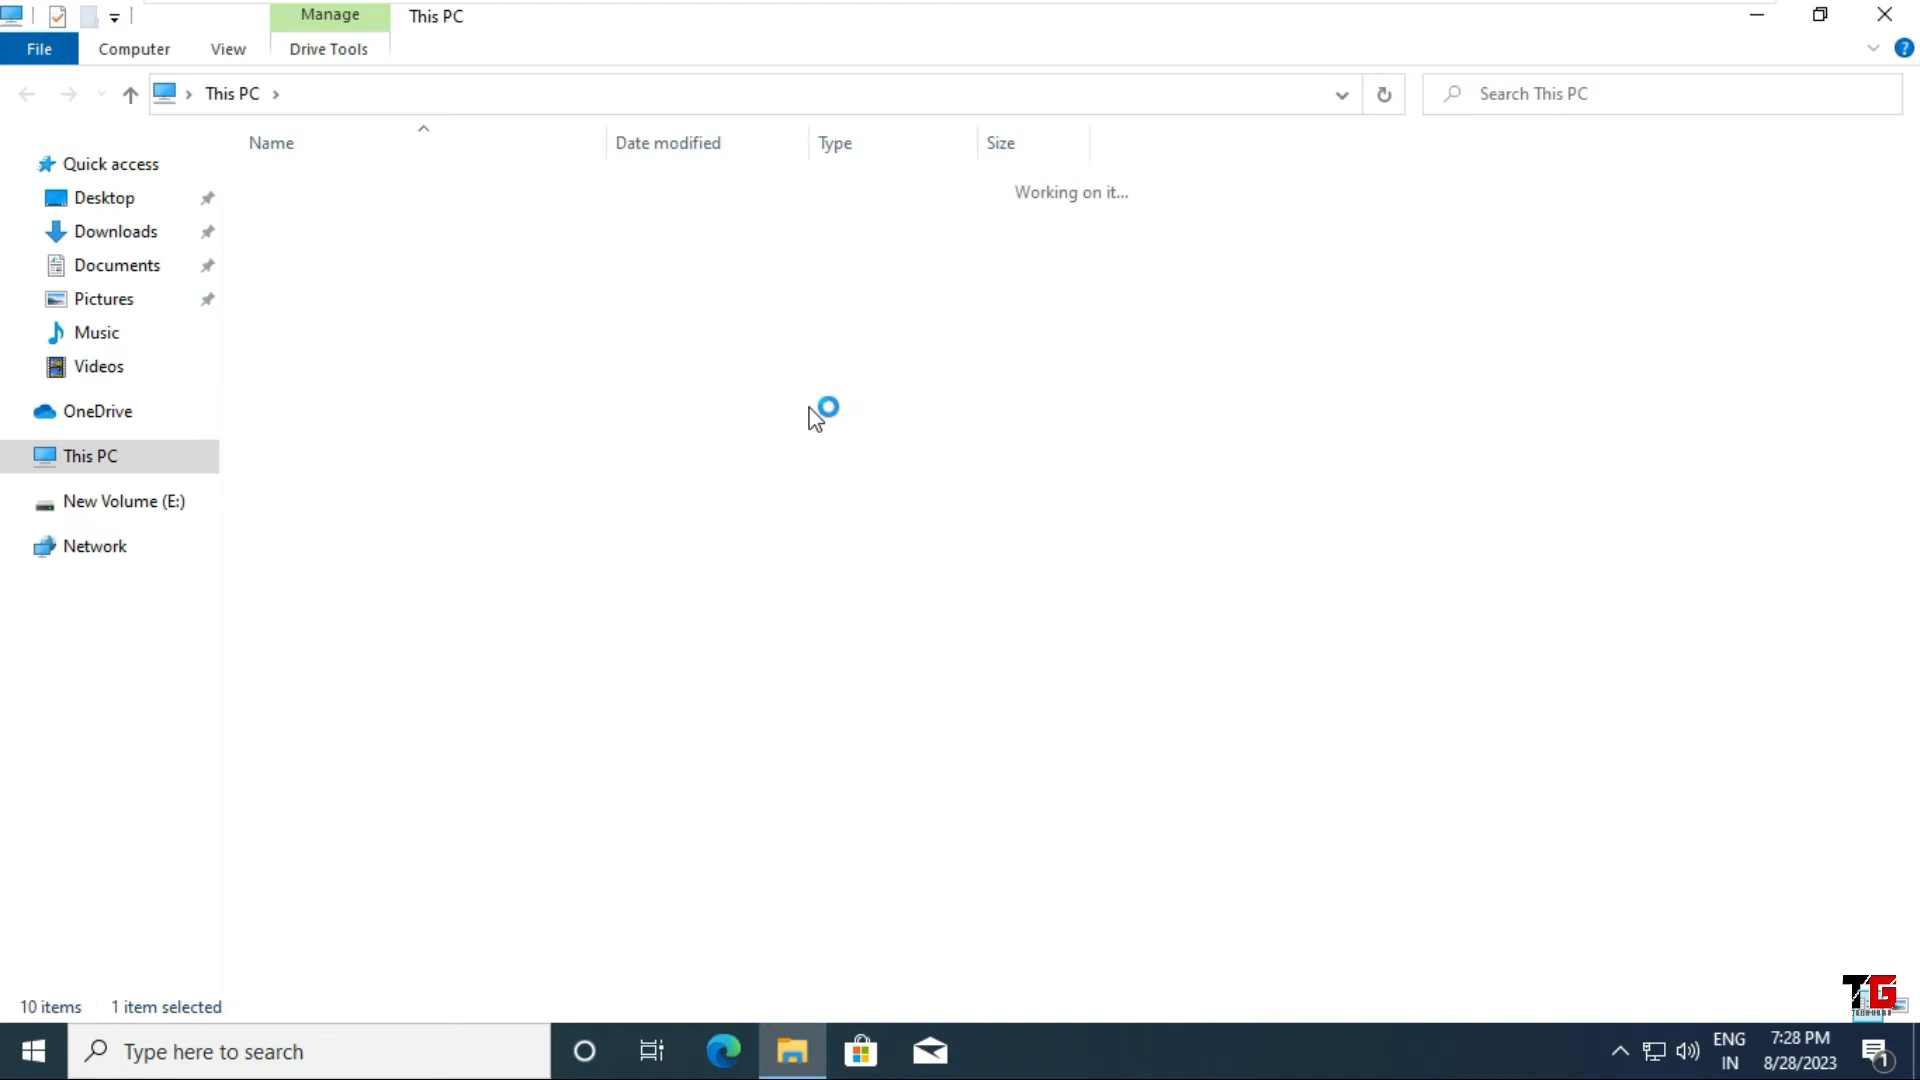 Manage
This PC
File
Computer
View
Drive Tools
This PC
Search This PC
Name
Date modified
Type
Size
Working on it...
Quick access
Desktop
Downloads
Documents
Pictures
Music
Videos
OneDrive
This PC
New Volume (E:)
Network
10 items
1 item selected
TG
Type here to search
ENG
IN
7:28 PM
8/28/2023
1